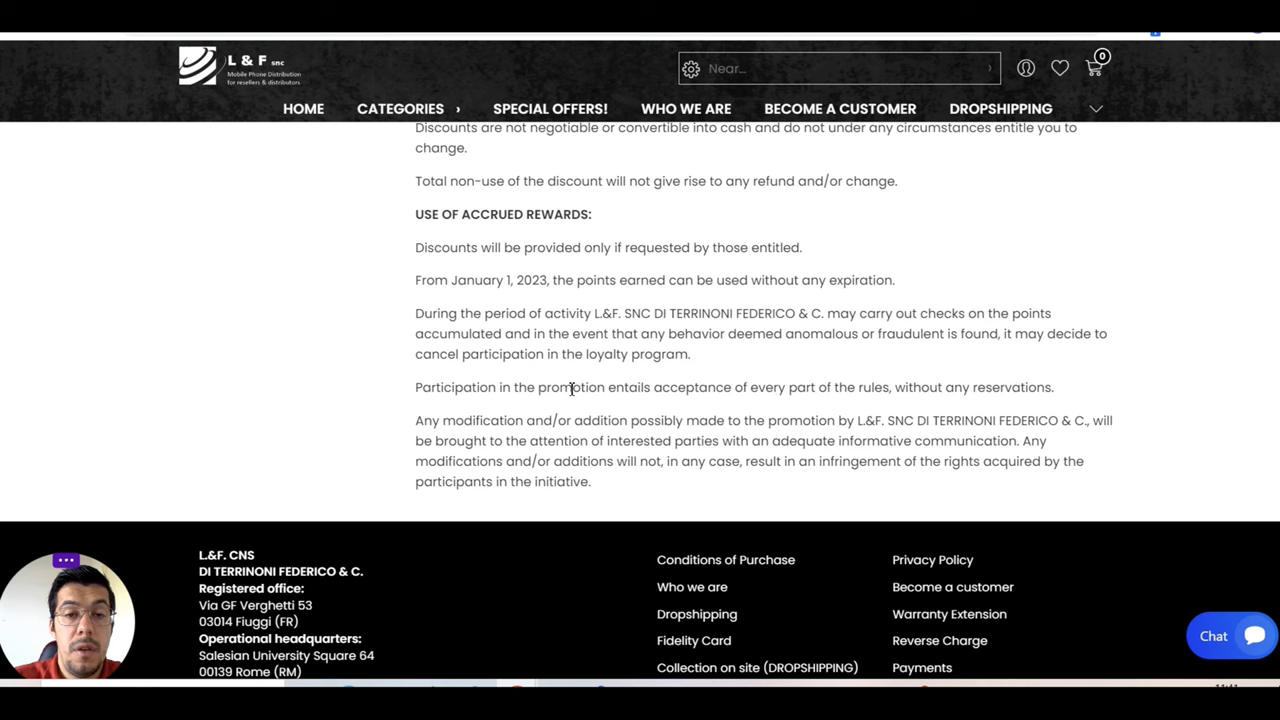 L & F snc
Mobile Phone Distribution
for resellers & distributors
Near...
0
HOME
CATEGORIES ›
SPECIAL OFFERS!
WHO WE ARE
BECOME A CUSTOMER
DROPSHIPPING
Discounts are not negotiable or convertible into cash and do not under any circumstances entitle you to
change.
Total non-use of the discount will not give rise to any refund and/or change.
USE OF ACCRUED REWARDS:
Discounts will be provided only if requested by those entitled.
From January 1, 2023, the points earned can be used without any expiration.
During the period of activity L.&F. SNC DI TERRINONI FEDERICO & C. may carry out checks on the points
accumulated and in the event that any behavior deemed anomalous or fraudulent is found, it may decide to
cancel participation in the loyalty program.
Participation in the promotion entails acceptance of every part of the rules, without any reservations.
Any modification and/or addition possibly made to the promotion by L.&F. SNC DI TERRINONI FEDERICO & C., will
be brought to the attention of interested parties with an adequate informative communication. Any
modifications and/or additions will not, in any case, result in an infringement of the rights acquired by the
participants in the initiative.
L.&F. CNS
DI TERRINONI FEDERICO & C.
Registered office:
Via GF Verghetti 53
03014 Fiuggi (FR)
Operational headquarters:
Salesian University Square 64
00139 Rome (RM)
Conditions of Purchase
Who we are
Dropshipping
Fidelity Card
Collection on site (DROPSHIPPING)
Privacy Policy
Become a customer
Warranty Extension
Reverse Charge
Payments
Chat